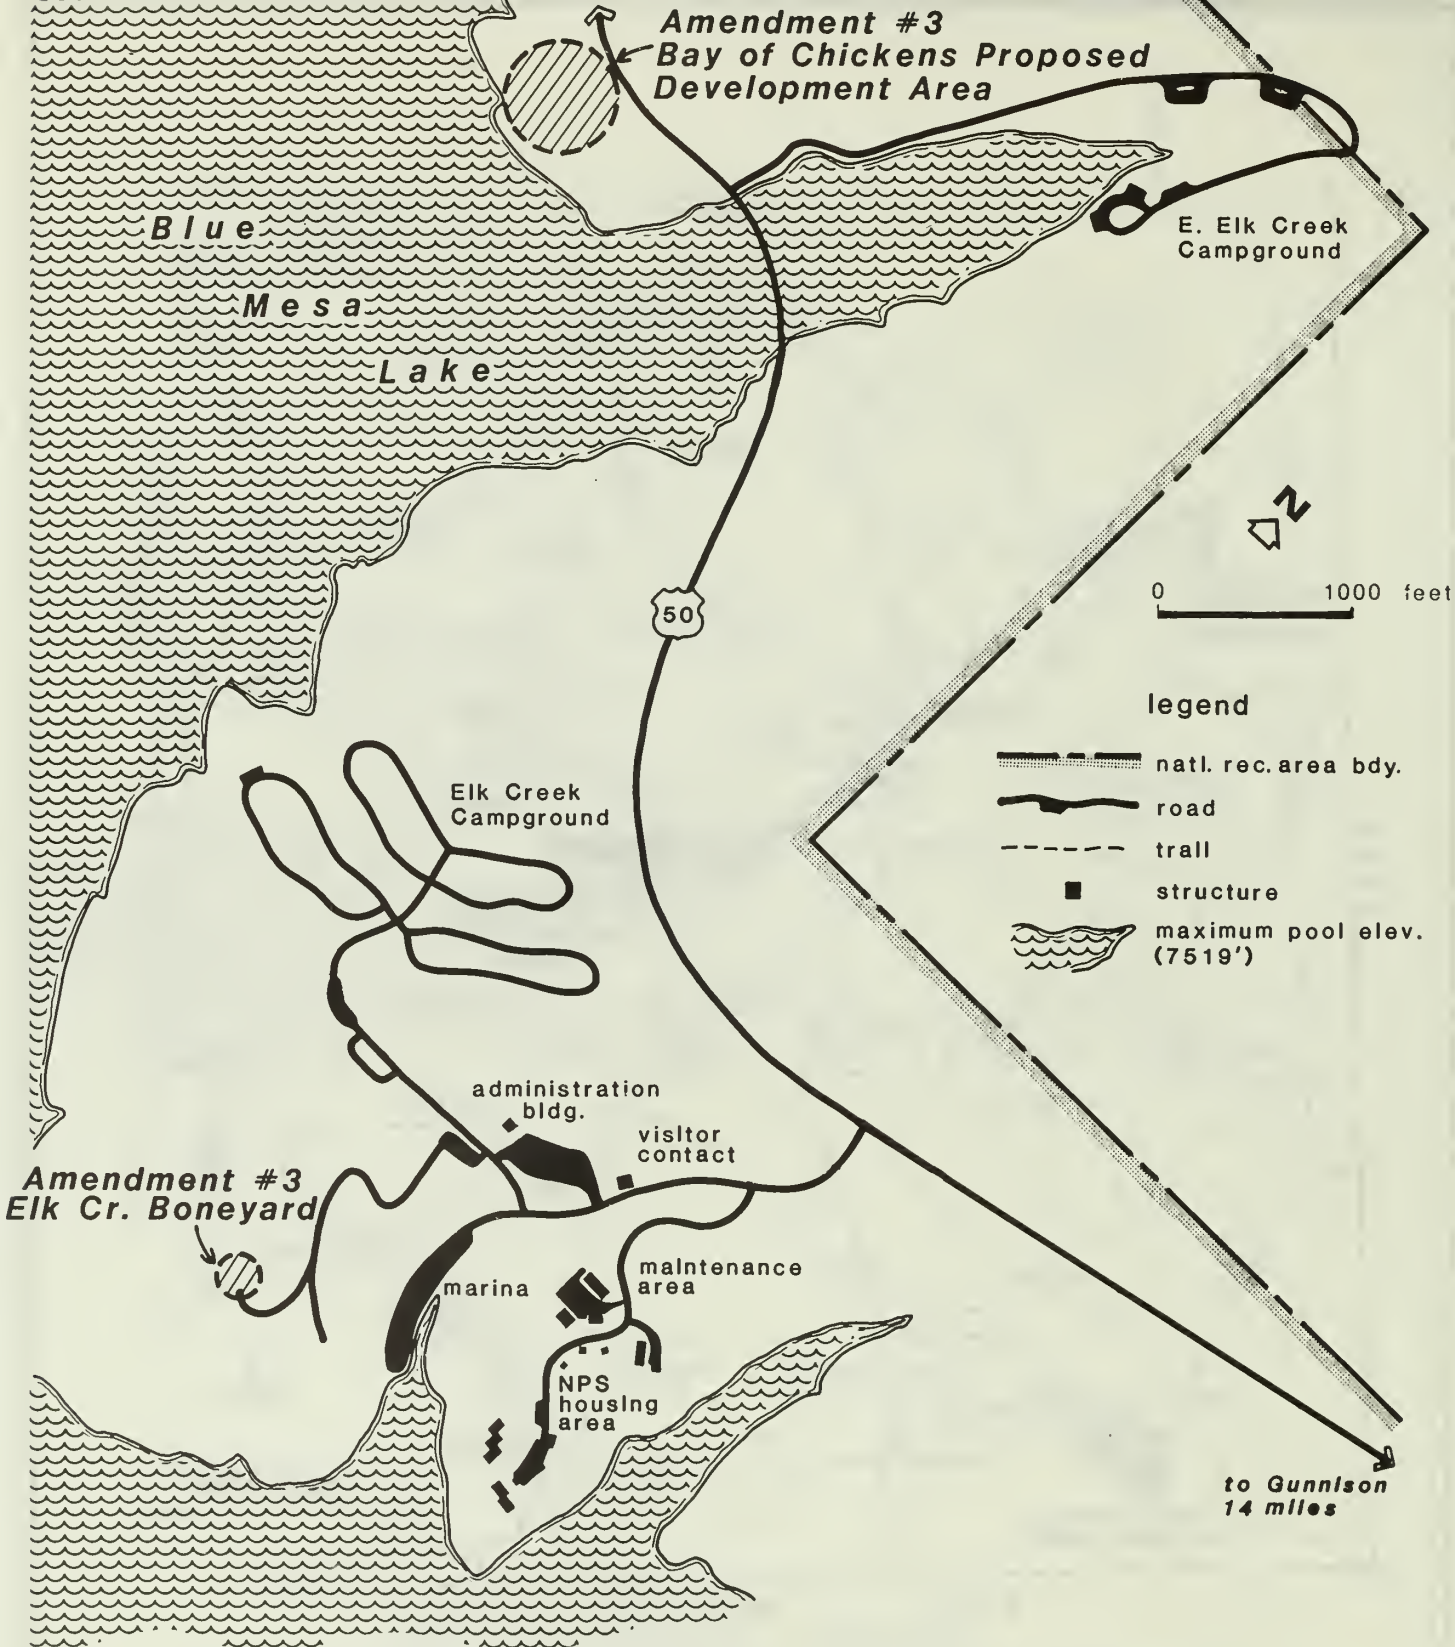 Amendment #3
Bay of Chickens Proposed
Development Area
Blue
Mesa
Lake
E. Elk Creek
Campground
N
0 1000 feet
50
legend
natl. rec. area bdy.
road
trail
structure
maximum pool elev.
(7519')
Elk Creek
Campground
administration
bldg.
visitor
contact
Amendment #3
Elk Cr. Boneyard
marina
maintenance
area
NPS
housing
area
to Gunnison
14 miles